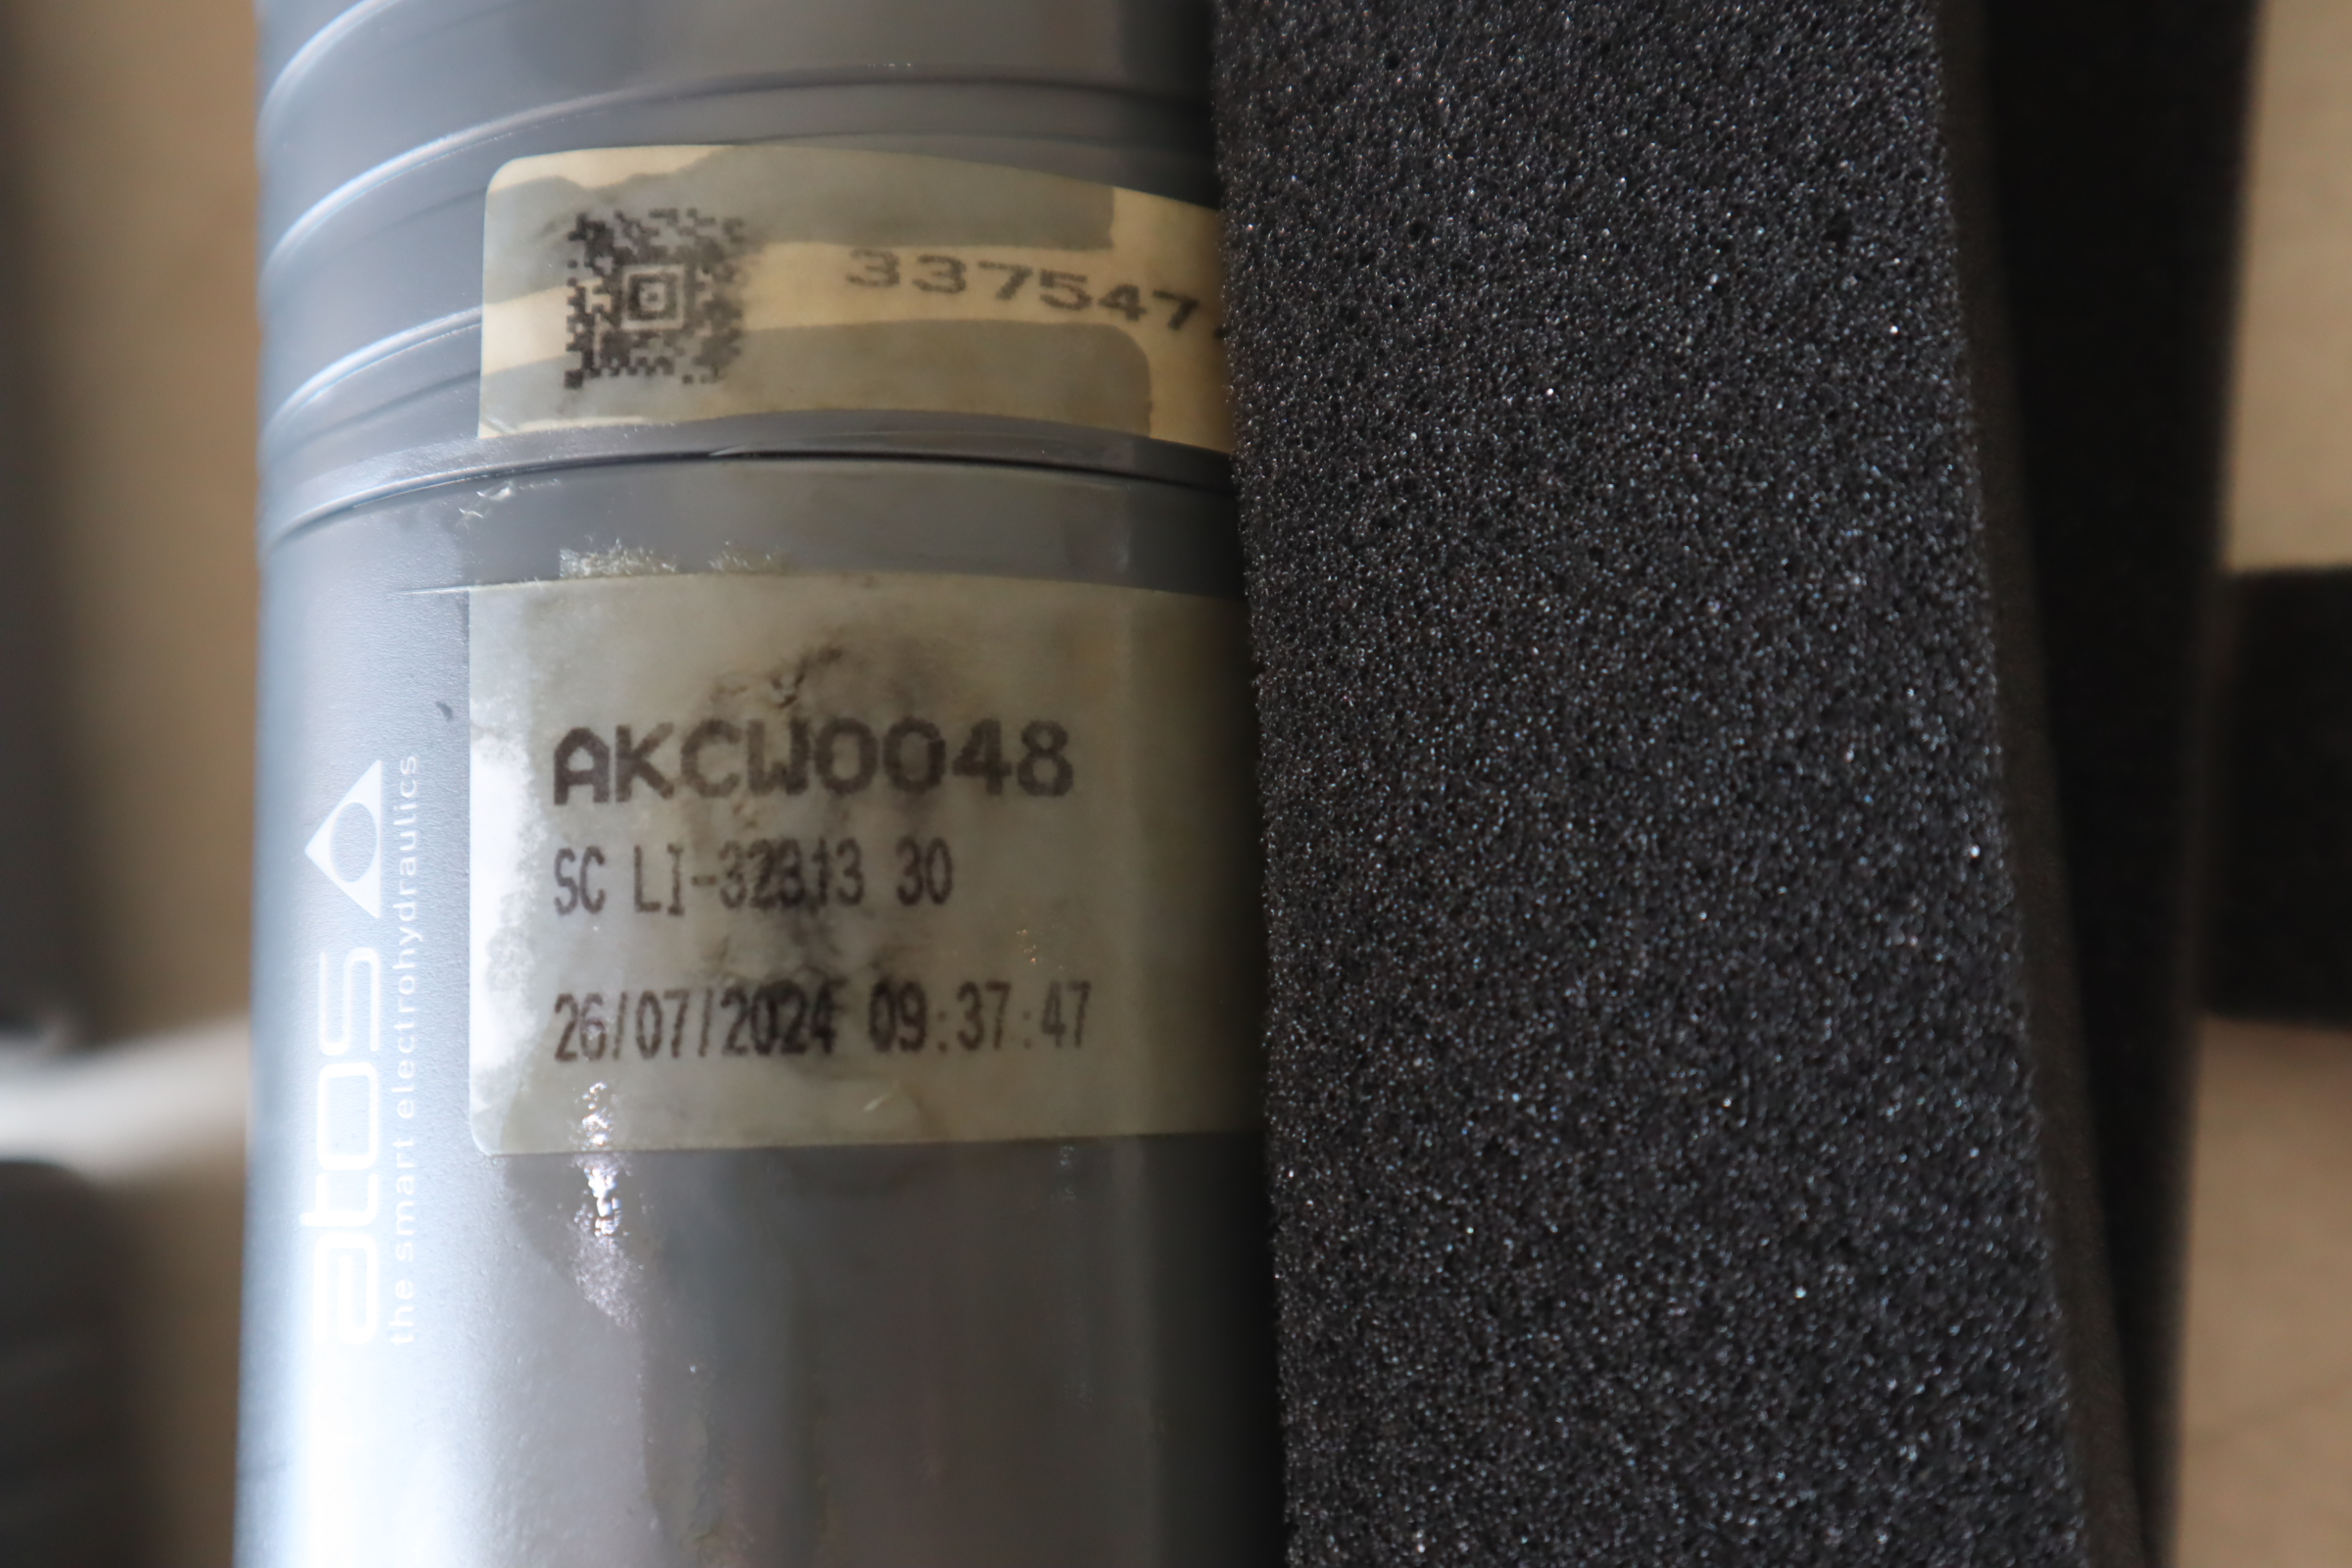 337547
AKCW0048
SC LI-32313 30
26/07/2024 09:37:47
atos
the smart electrohydraulics